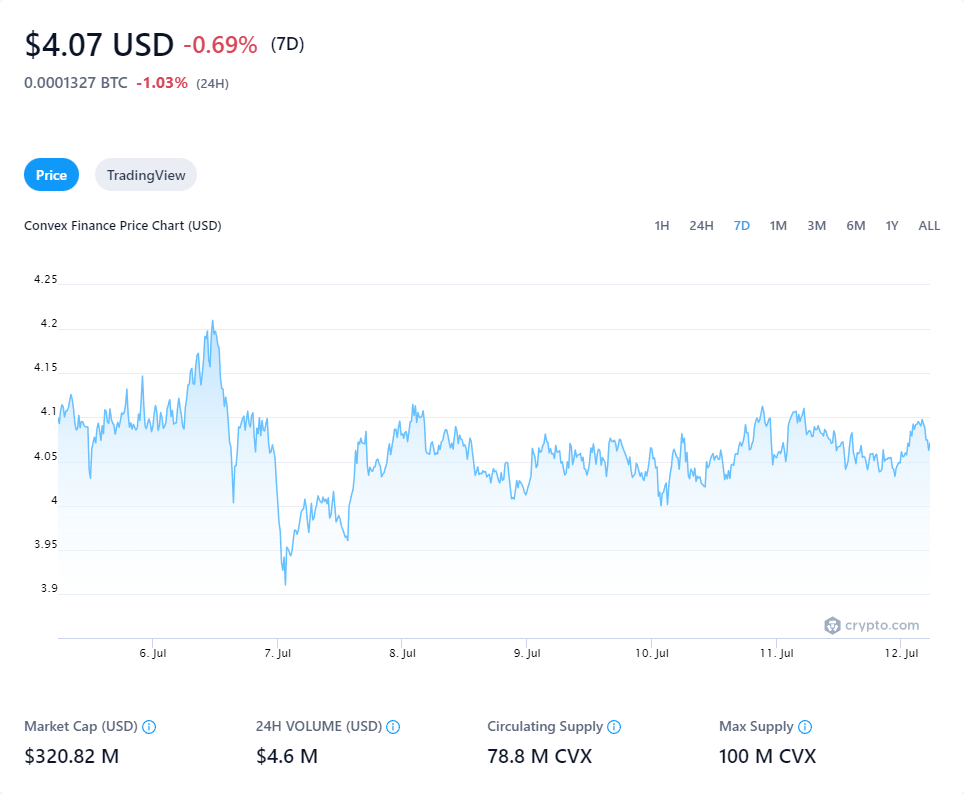 $4.07 USD -0.69% (7D)
0.0001327 BTC -1.03% (24H)
Price TradingView
Convex Finance Price Chart (USD) 1H 24H 7D 1M 3M 6M 1Y ALL
4.25
4.2
4.15
4.1
4.05
4
3.95
3.9
crypto.com
6. Jul 7. Jul 8. Jul 9. Jul 10. Jul 11. Jul 12. Jul
Market Cap (USD) 24H VOLUME (USD) Circulating Supply Max Supply
$320.82 M $4.6 M 78.8 M CVX 100 M CVX